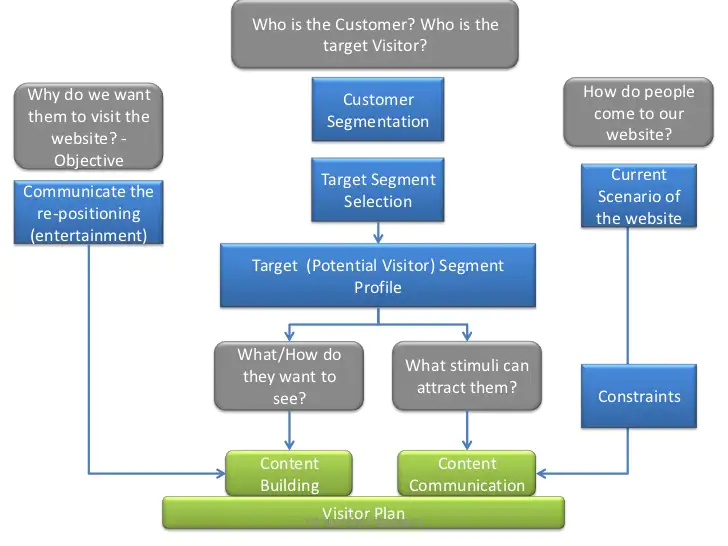 Who is the Customer? Who is the
target Visitor?
Why do we want
them to visit the
website? -
Objective
Customer
Segmentation
How do people
come to our
website?
Communicate the
re-positioning
(entertainment)
Target Segment
Selection
Current
Scenario of
the website
Target (Potential Visitor) Segment
Profile
What/How do
they want to
see?
What stimuli can
attract them?
Constraints
Content
Building
Content
Communication
Visitor Plan